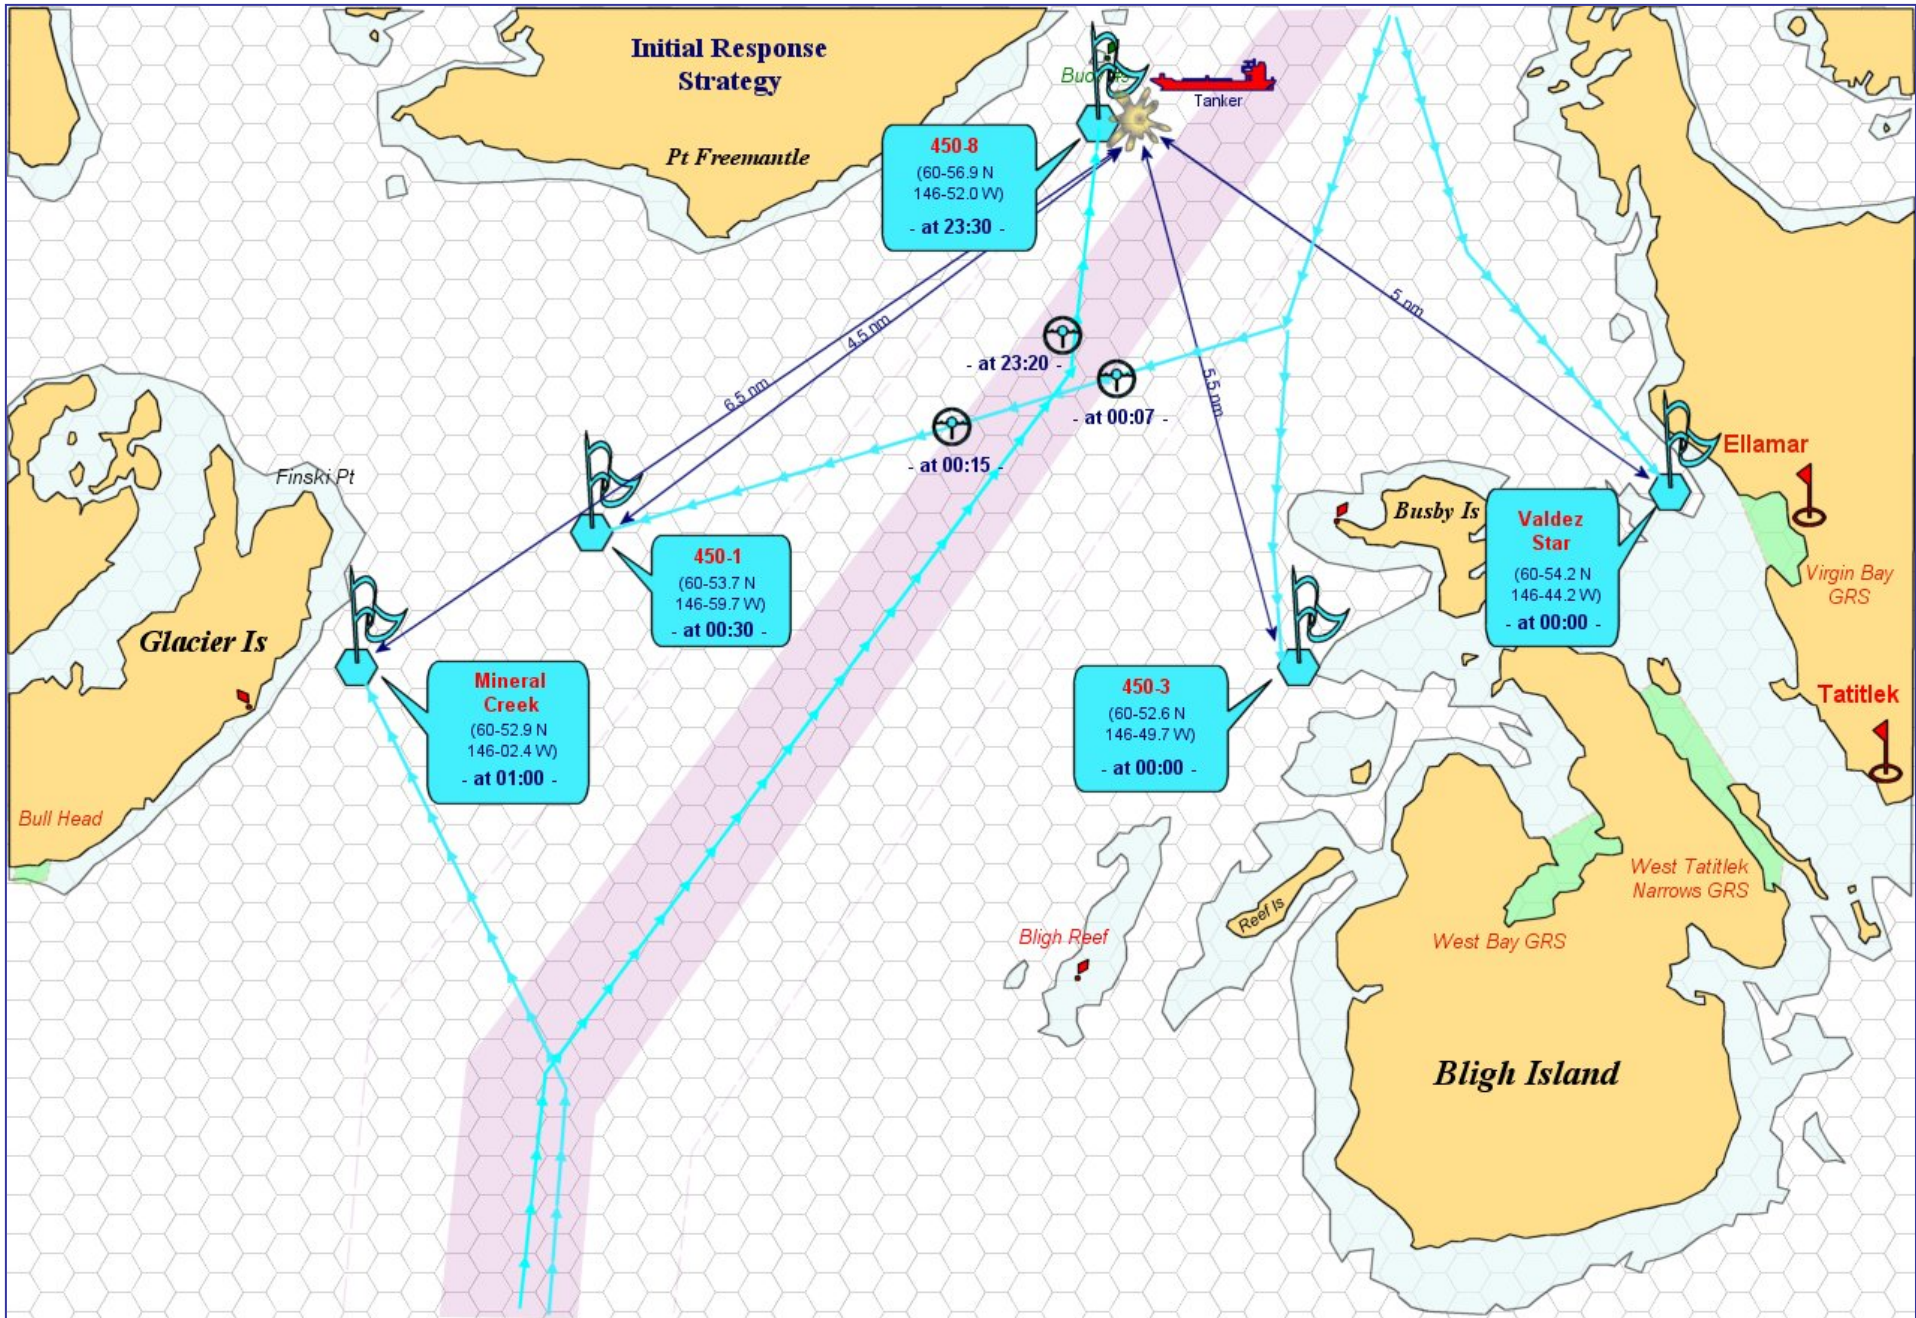 Initial Response
Strategy
Pt Freemantle
Tanker
450-8
(60-56.9 N
146-52.0 W)
- at 23:30 -
5 nm
4.5 nm
6.5 nm
5.5 nm
- at 23:20 -
- at 00:07 -
- at 00:15 -
Finski Pt
Ellamar
Busby Is
Valdez
Star
(60-54.2 N
146-44.2 W)
- at 00:00 -
Virgin Bay
GRS
450-1
(60-53.7 N
146-59.7 W)
- at 00:30 -
Glacier Is
Mineral
Creek
(60-52.9 N
146-02.4 W)
- at 01:00 -
450-3
(60-52.6 N
146-49.7 W)
- at 00:00 -
Tatitlek
Bull Head
West Tatitlek
Narrows GRS
Reef Is
Bligh Reef
West Bay GRS
Bligh Island